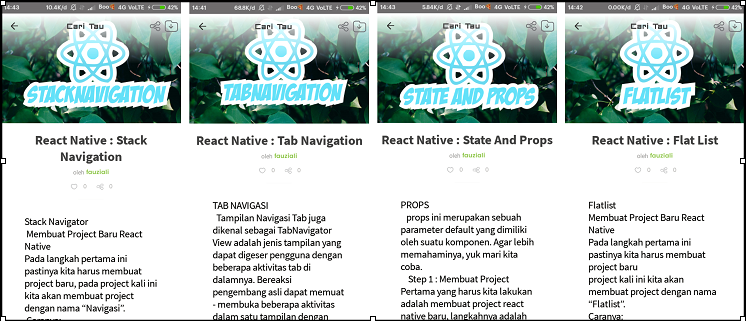 14:43 10.4K/d Boo 4G VoLTE 42%
Cari Tau
STACKNAVIGATION
React Native : Stack
Navigation
oleh fauziali
0 0
Stack Navigator
Membuat Project Baru React
Native
Pada langkah pertama ini
pastinya kita harus membuat
project baru, pada project kali ini
kita akan membuat project
dengan nama “Navigasi”.
Caranya:
14:41 688K/d Boo 4G VoLTE 42%
Cari Tau
TABNAVIGATION
React Native : Tab Navigation
oleh fauziali
0 0
TAB NAVIGASI
Tampilan Navigasi Tab juga
dikenal sebagai TabNavigator
View adalah jenis tampilan yang
dapat digeser pengguna dengan
beberapa aktivitas tab di
dalamnya. Bereaksi
pengembang asli dapat memuat
- membuka beberapa aktivitas
dalam satu tampilan dengan
14:43 5.84K/d Boo 4G VoLTE 42%
Cari Tau
STATE AND PROPS
React Native : State And Props
oleh fauziali
0 0
PROPS
props ini merupakan sebuah
parameter default yang dimiliki
oleh suatu komponen. Agar lebih
memahaminya, yuk mari kita
coba.
Step 1 : Membuat Project
Pertama yang harus kita lakukan
adalah membuat project react
native baru, langkahnya adalah
14:42 0.00K/d Boo 4G VoLTE 42%
Cari Tau
FLATLIST
React Native : Flat List
oleh fauziali
0 0
Flatlist
Membuat Project Baru React
Native
Pada langkah pertama ini
pastinya kita harus membuat
project baru
project kali ini kita akan
membuat project dengan nama
“Flatlist”.
Caranya: